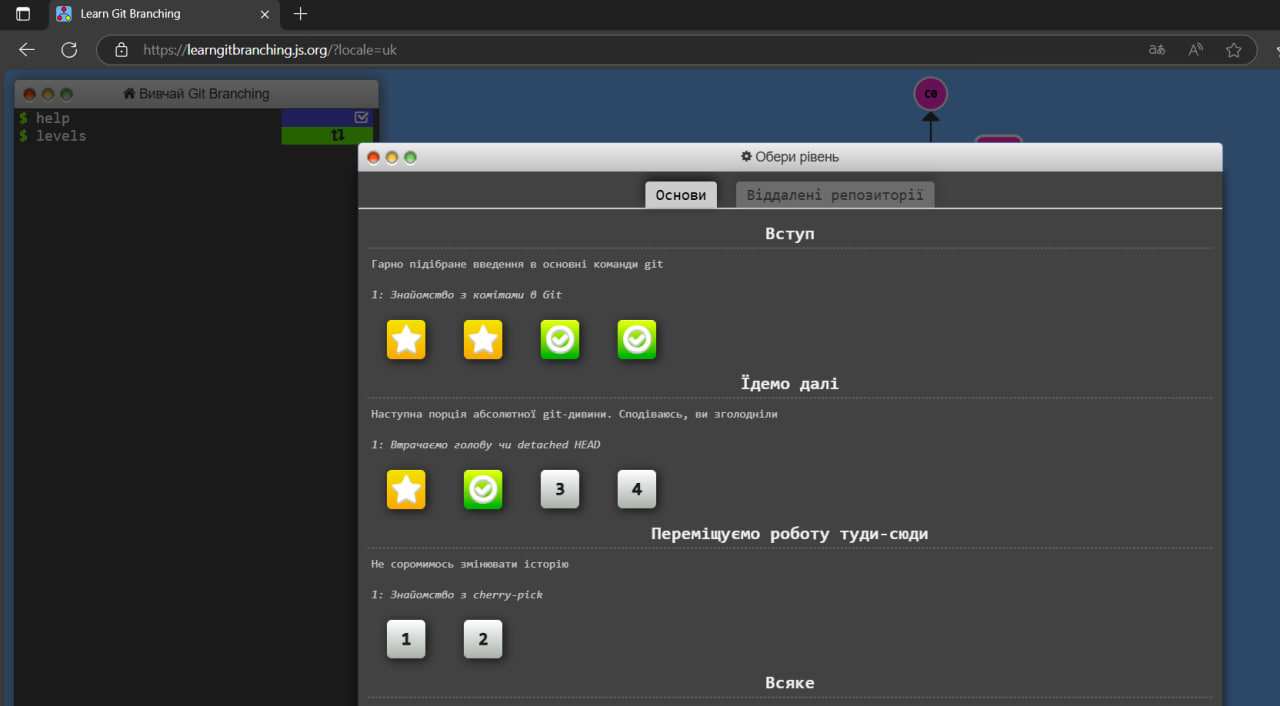 Learn Git Branching
https://learngitbranching.js.org/?locale=uk
Вивчай Git Branching
$ help
$ levels
C0
Обери рівень
Основи
Віддалені репозиторії
Вступ
Гарно підібране введення в основні команди git
1: Знайомство з комітами в Git
Їдемо далі
Наступна порція абсолютної git-дивини. Сподіваюсь, ви зголодніли
1: Втрачаємо голову чи detached HEAD
3 4
Переміщуємо роботу туди-сюди
Не соромимось змінювати історію
1: Знайомство з cherry-pick
1 2
Всяке